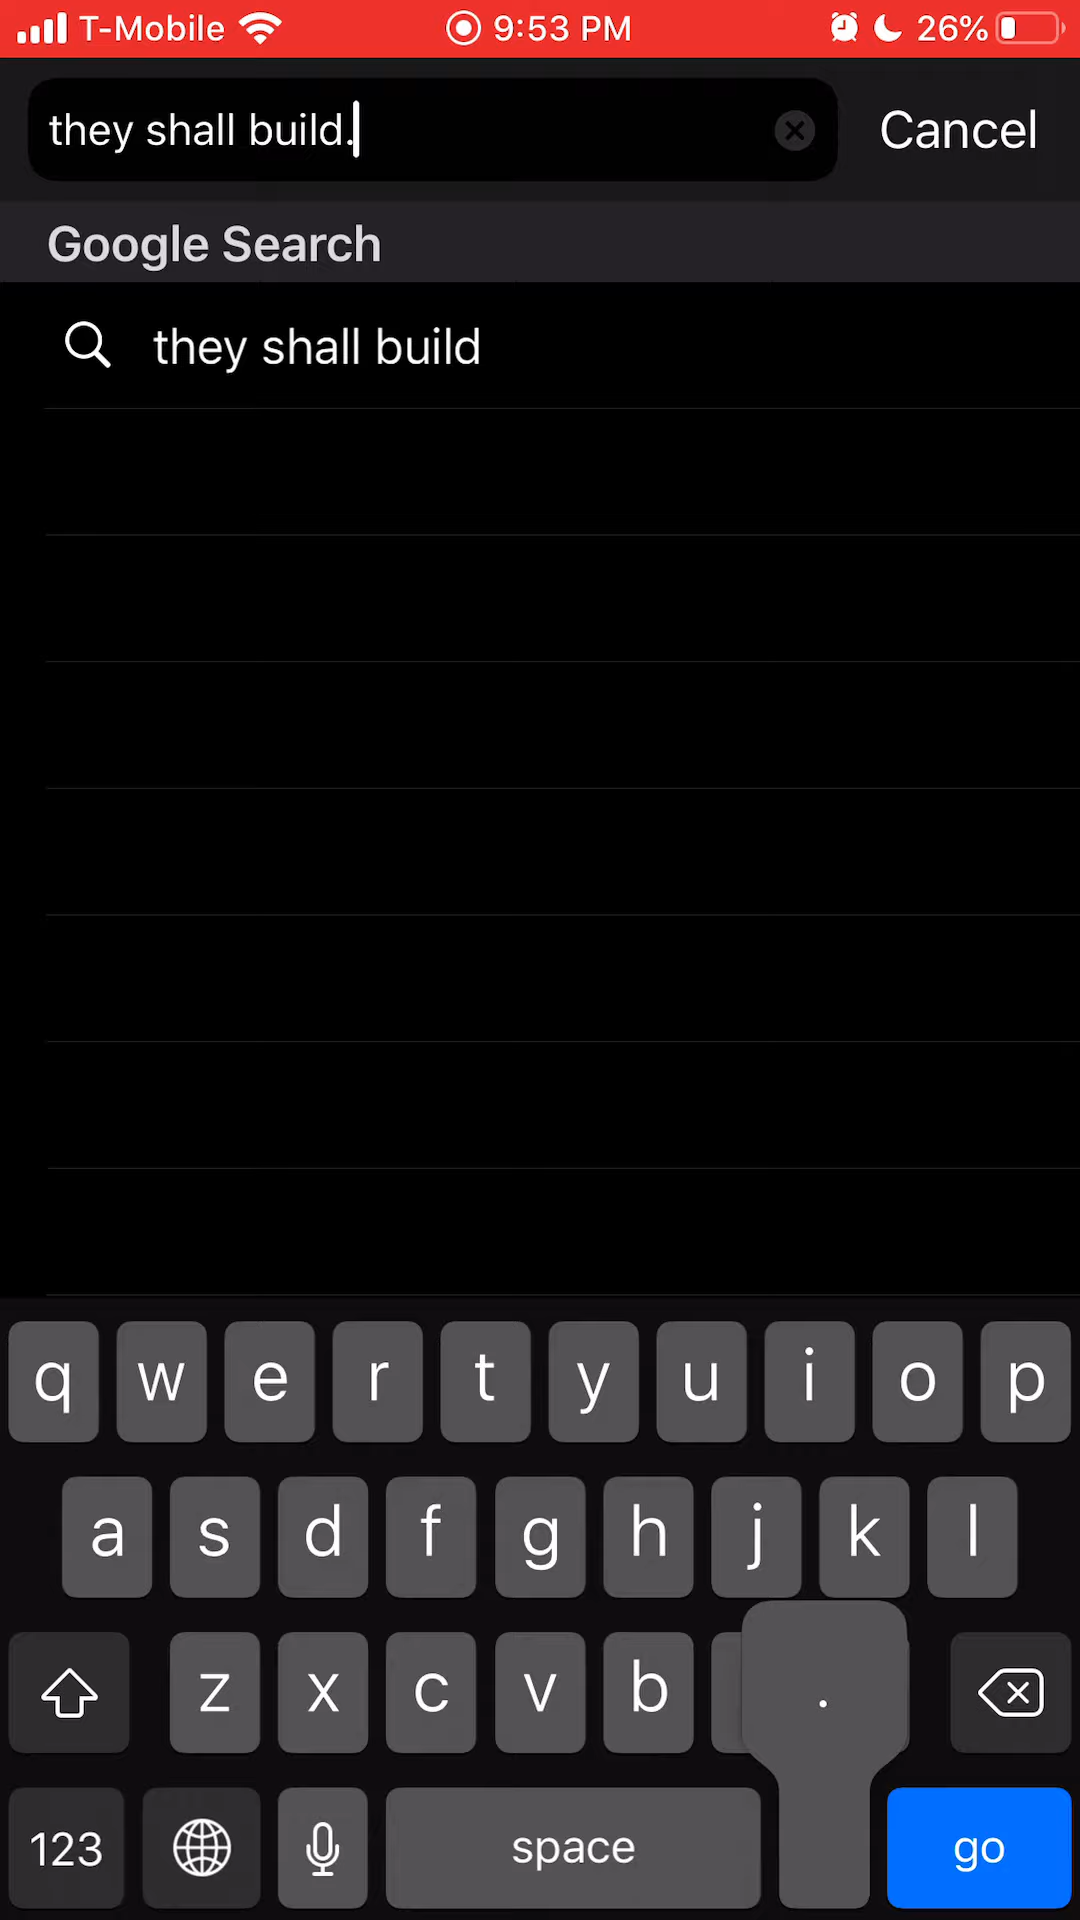 T-Mobile 9:53 PM 26%
they shall build. Cancel
Google Search
they shall build
q w e r t y u i o p
a s d f g h j k l
z x c v b .
123 space go